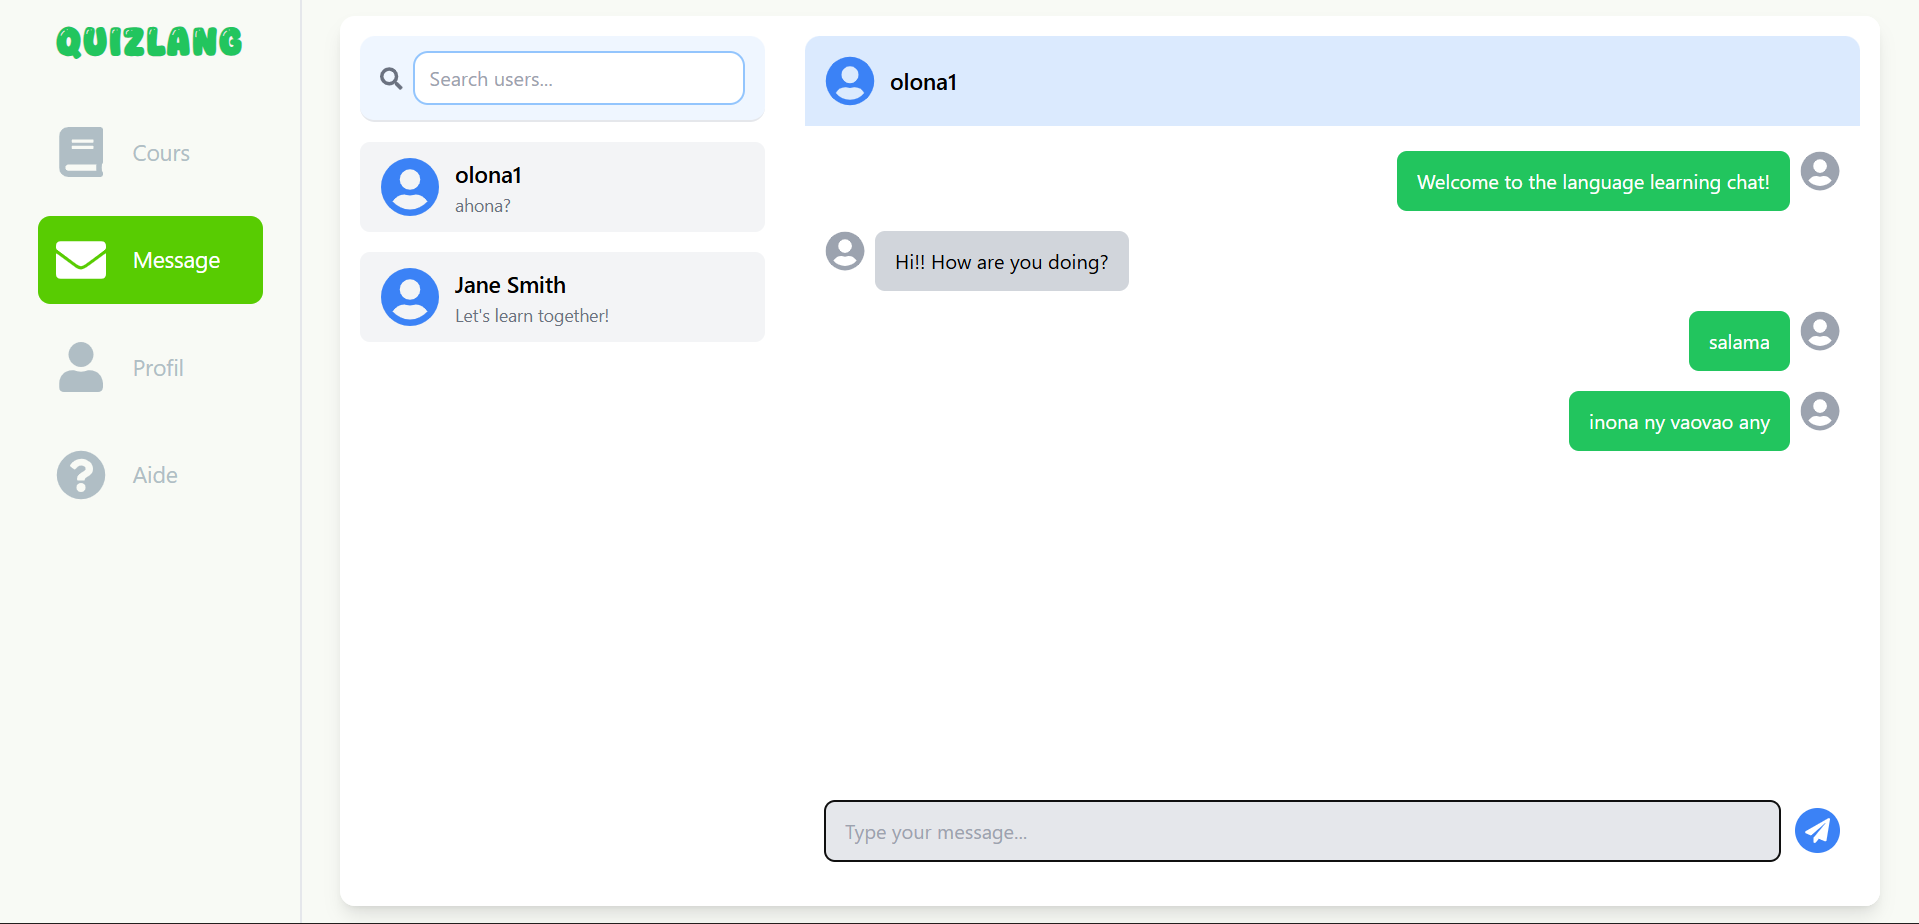 QUIZLANG
Cours
Message
Profil
Aide
Search users...
olona1
ahona?
Jane Smith
Let's learn together!
olona1
Welcome to the language learning chat!
Hi!! How are you doing?
salama
inona ny vaovao any
Type your message...